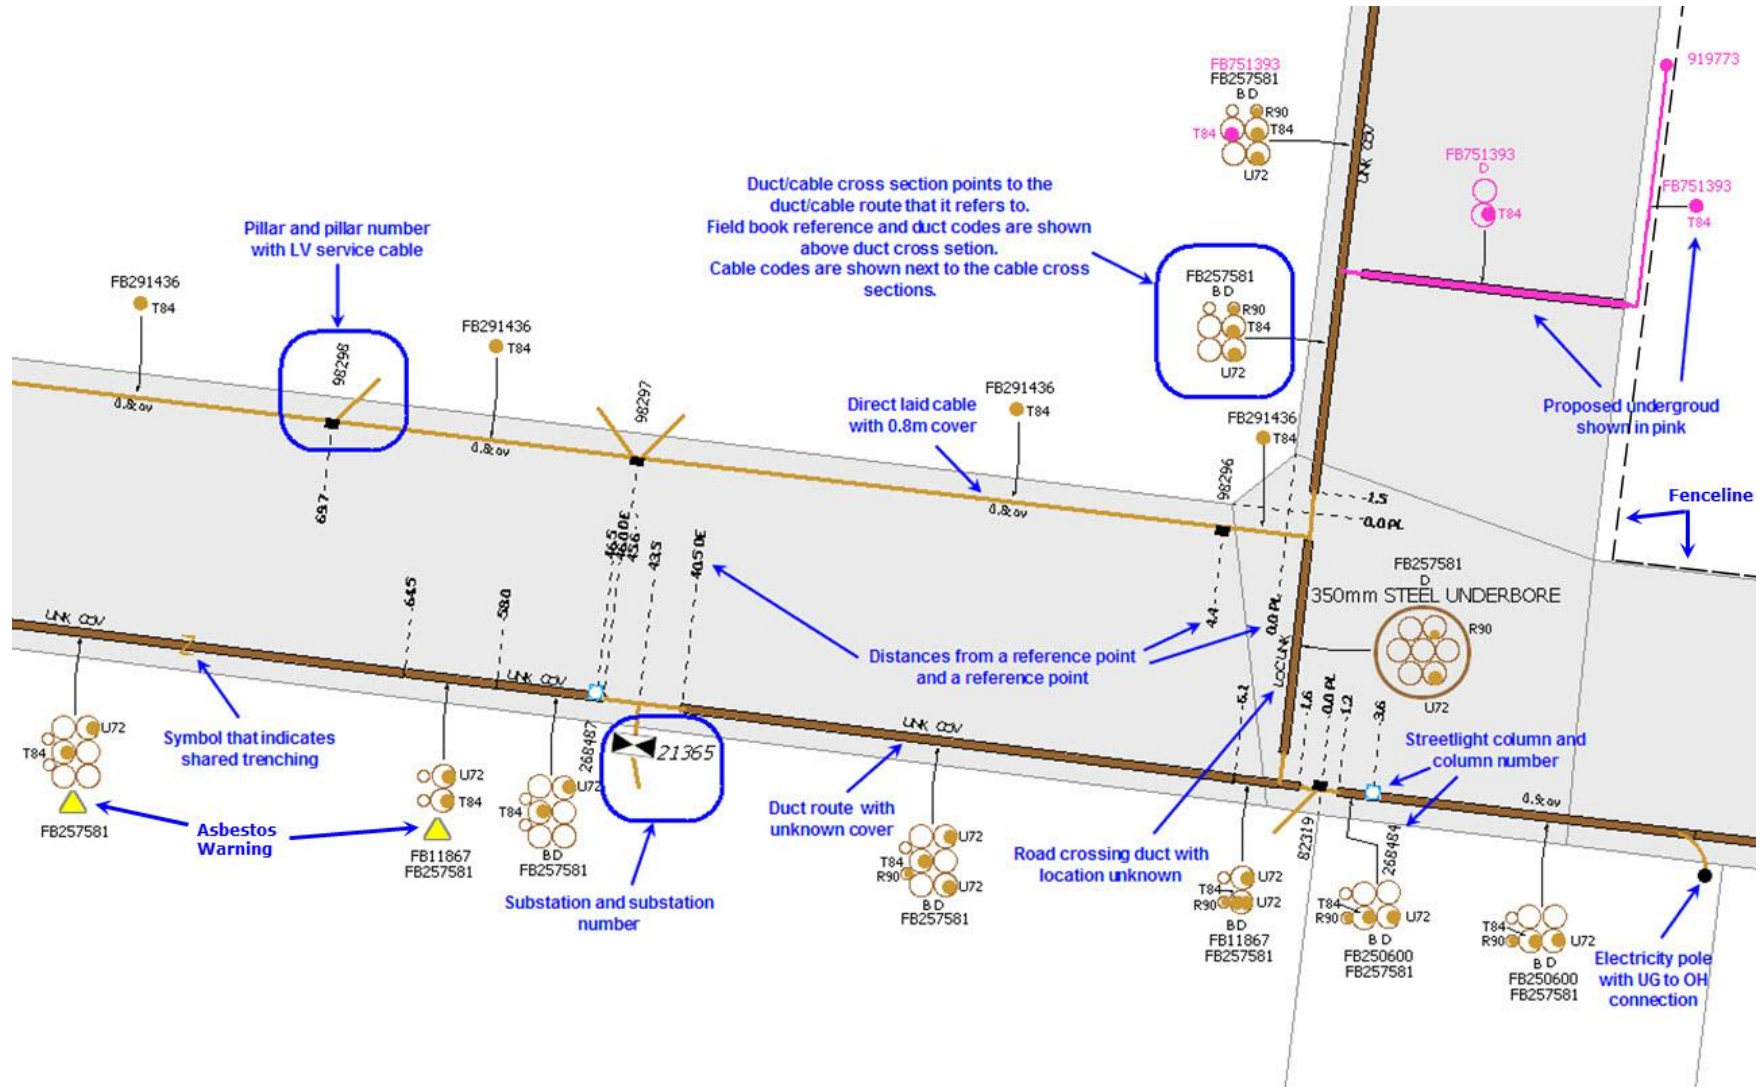 FB751393
FB257581
B D
R90
T84
T84
U72
919773
FB751393
D
T84
FB751393
T84
UNK COV
Duct/cable cross section points to the
duct/cable route that it refers to.
Field book reference and duct codes are shown
above duct cross setion.
Cable codes are shown next to the cable cross
sections.
FB257581
B D
R90
T84
U72
Pillar and pillar number
with LV service cable
FB291436
T84
98298
FB291436
T84
98297
Direct laid cable
with 0.8m cover
FB291436
T84
FB291436
T84
98296
Proposed undergroud
shown in pink
Fenceline
0.8cov
0.8cov
0.8cov
69.7
46.5
46.0 DE
45.6
43.5
40.5 DE
4.4
0.0 PL
1.5
0.0 PL
64.5
58.0
FB257581
D
350mm STEEL UNDERBORE
R90
U72
LOC UNK
Distances from a reference point
and a reference point
UNK COV
UNK COV
UNK COV
5.2
1.6
0.0 PL
1.2
3.6
Streetlight column and
column number
0.9cov
U72
T84
FB257581
Symbol that indicates
shared trenching
Asbestos
Warning
U72
T84
FB11867
FB257581
U72
T84
B D
FB257581
268487
21365
Substation and substation
number
Duct route with
unknown cover
U72
T84
R90
U72
B D
FB257581
Road crossing duct with
location unknown
U72
T84
R90
U72
B D
FB11867
FB257581
82319
268484
T84
R90
U72
B D
FB250600
FB257581
T84
R90
U72
B D
FB250600
FB257581
Electricity pole
with UG to OH
connection